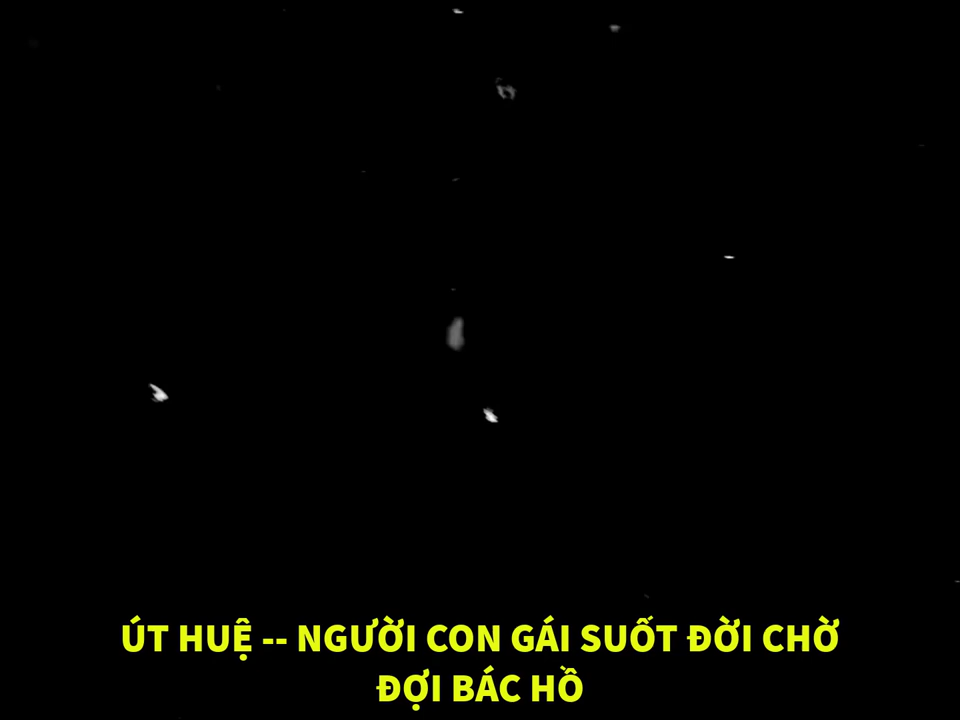 ÚT HUỆ -- NGƯỜI CON GÁI SUỐT ĐỜI CHỜ
ĐỢI BÁC HỒ